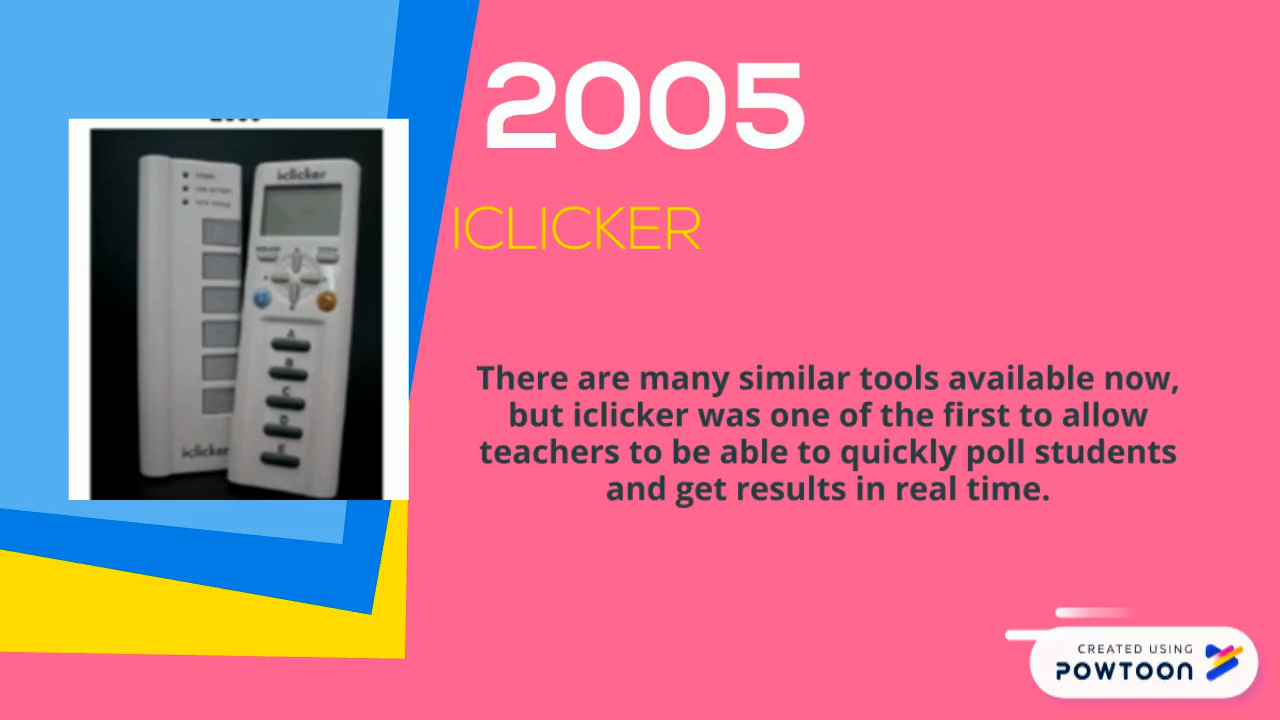 2005
ICLICKER
There are many similar tools available now,
but iclicker was one of the first to allow
teachers to be able to quickly poll students
and get results in real time.
iclicker
A
B
C
D
E
iclicker
CREATED USING
POWTOON